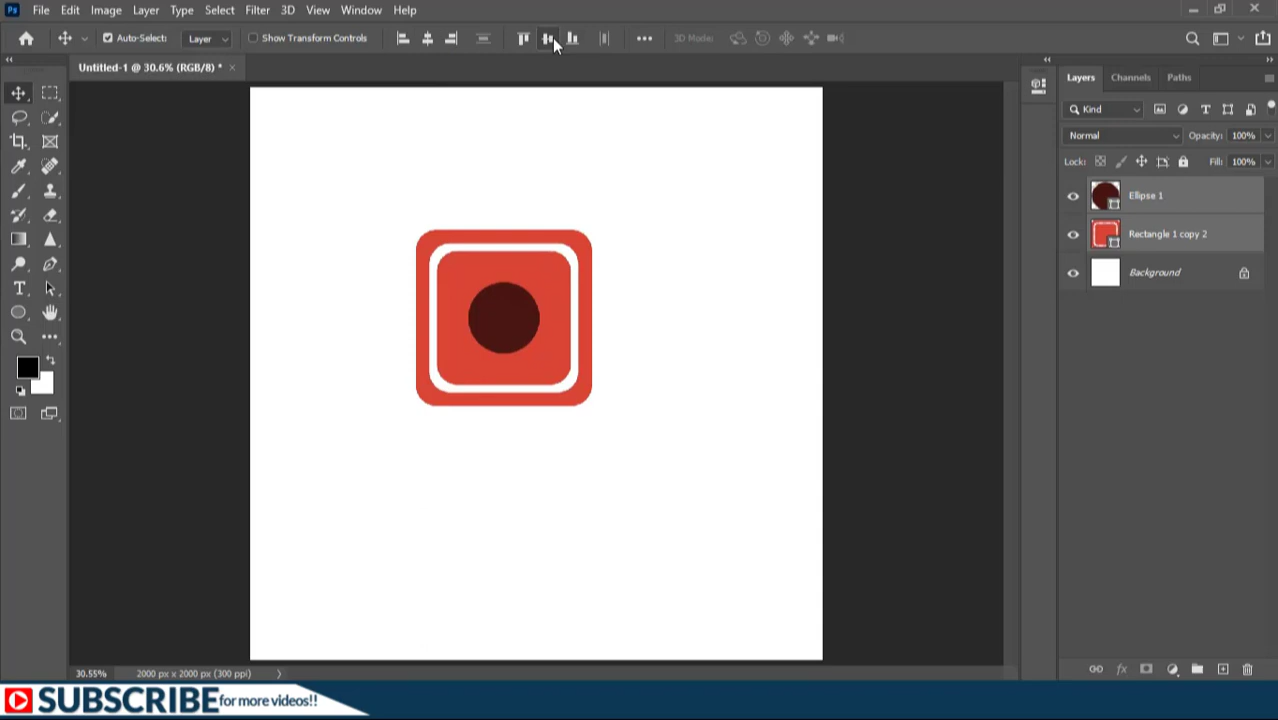 Ps File Edit Image Layer Type Select Filter 3D View Window Help
Auto-Select: Layer Show Transform Controls 3D Mode:
Untitled-1 @ 30.6% (RGB/8) *
Layers Channels Paths
Kind
Normal Opacity: 100%
Lock: Fill: 100%
Ellipse 1
Rectangle 1 copy 2
Background
30.55% 2000 px x 2000 px (300 ppi)
SUBSCRIBE for more videos!!